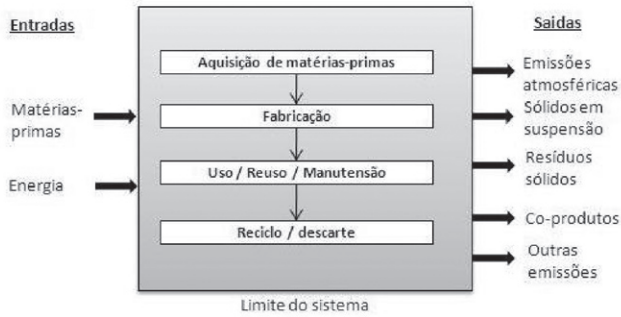 Entradas
Matérias-
primas
Energia
Aquisição de matérias-primas
Fabricação
Uso / Reuso / Manutensão
Reciclo / descarte
Limite do sistema
Saidas
Emissões
atmosféricas
Sólidos em
suspensão
Resíduos
sólidos
Co-produtos
Outras
emissões